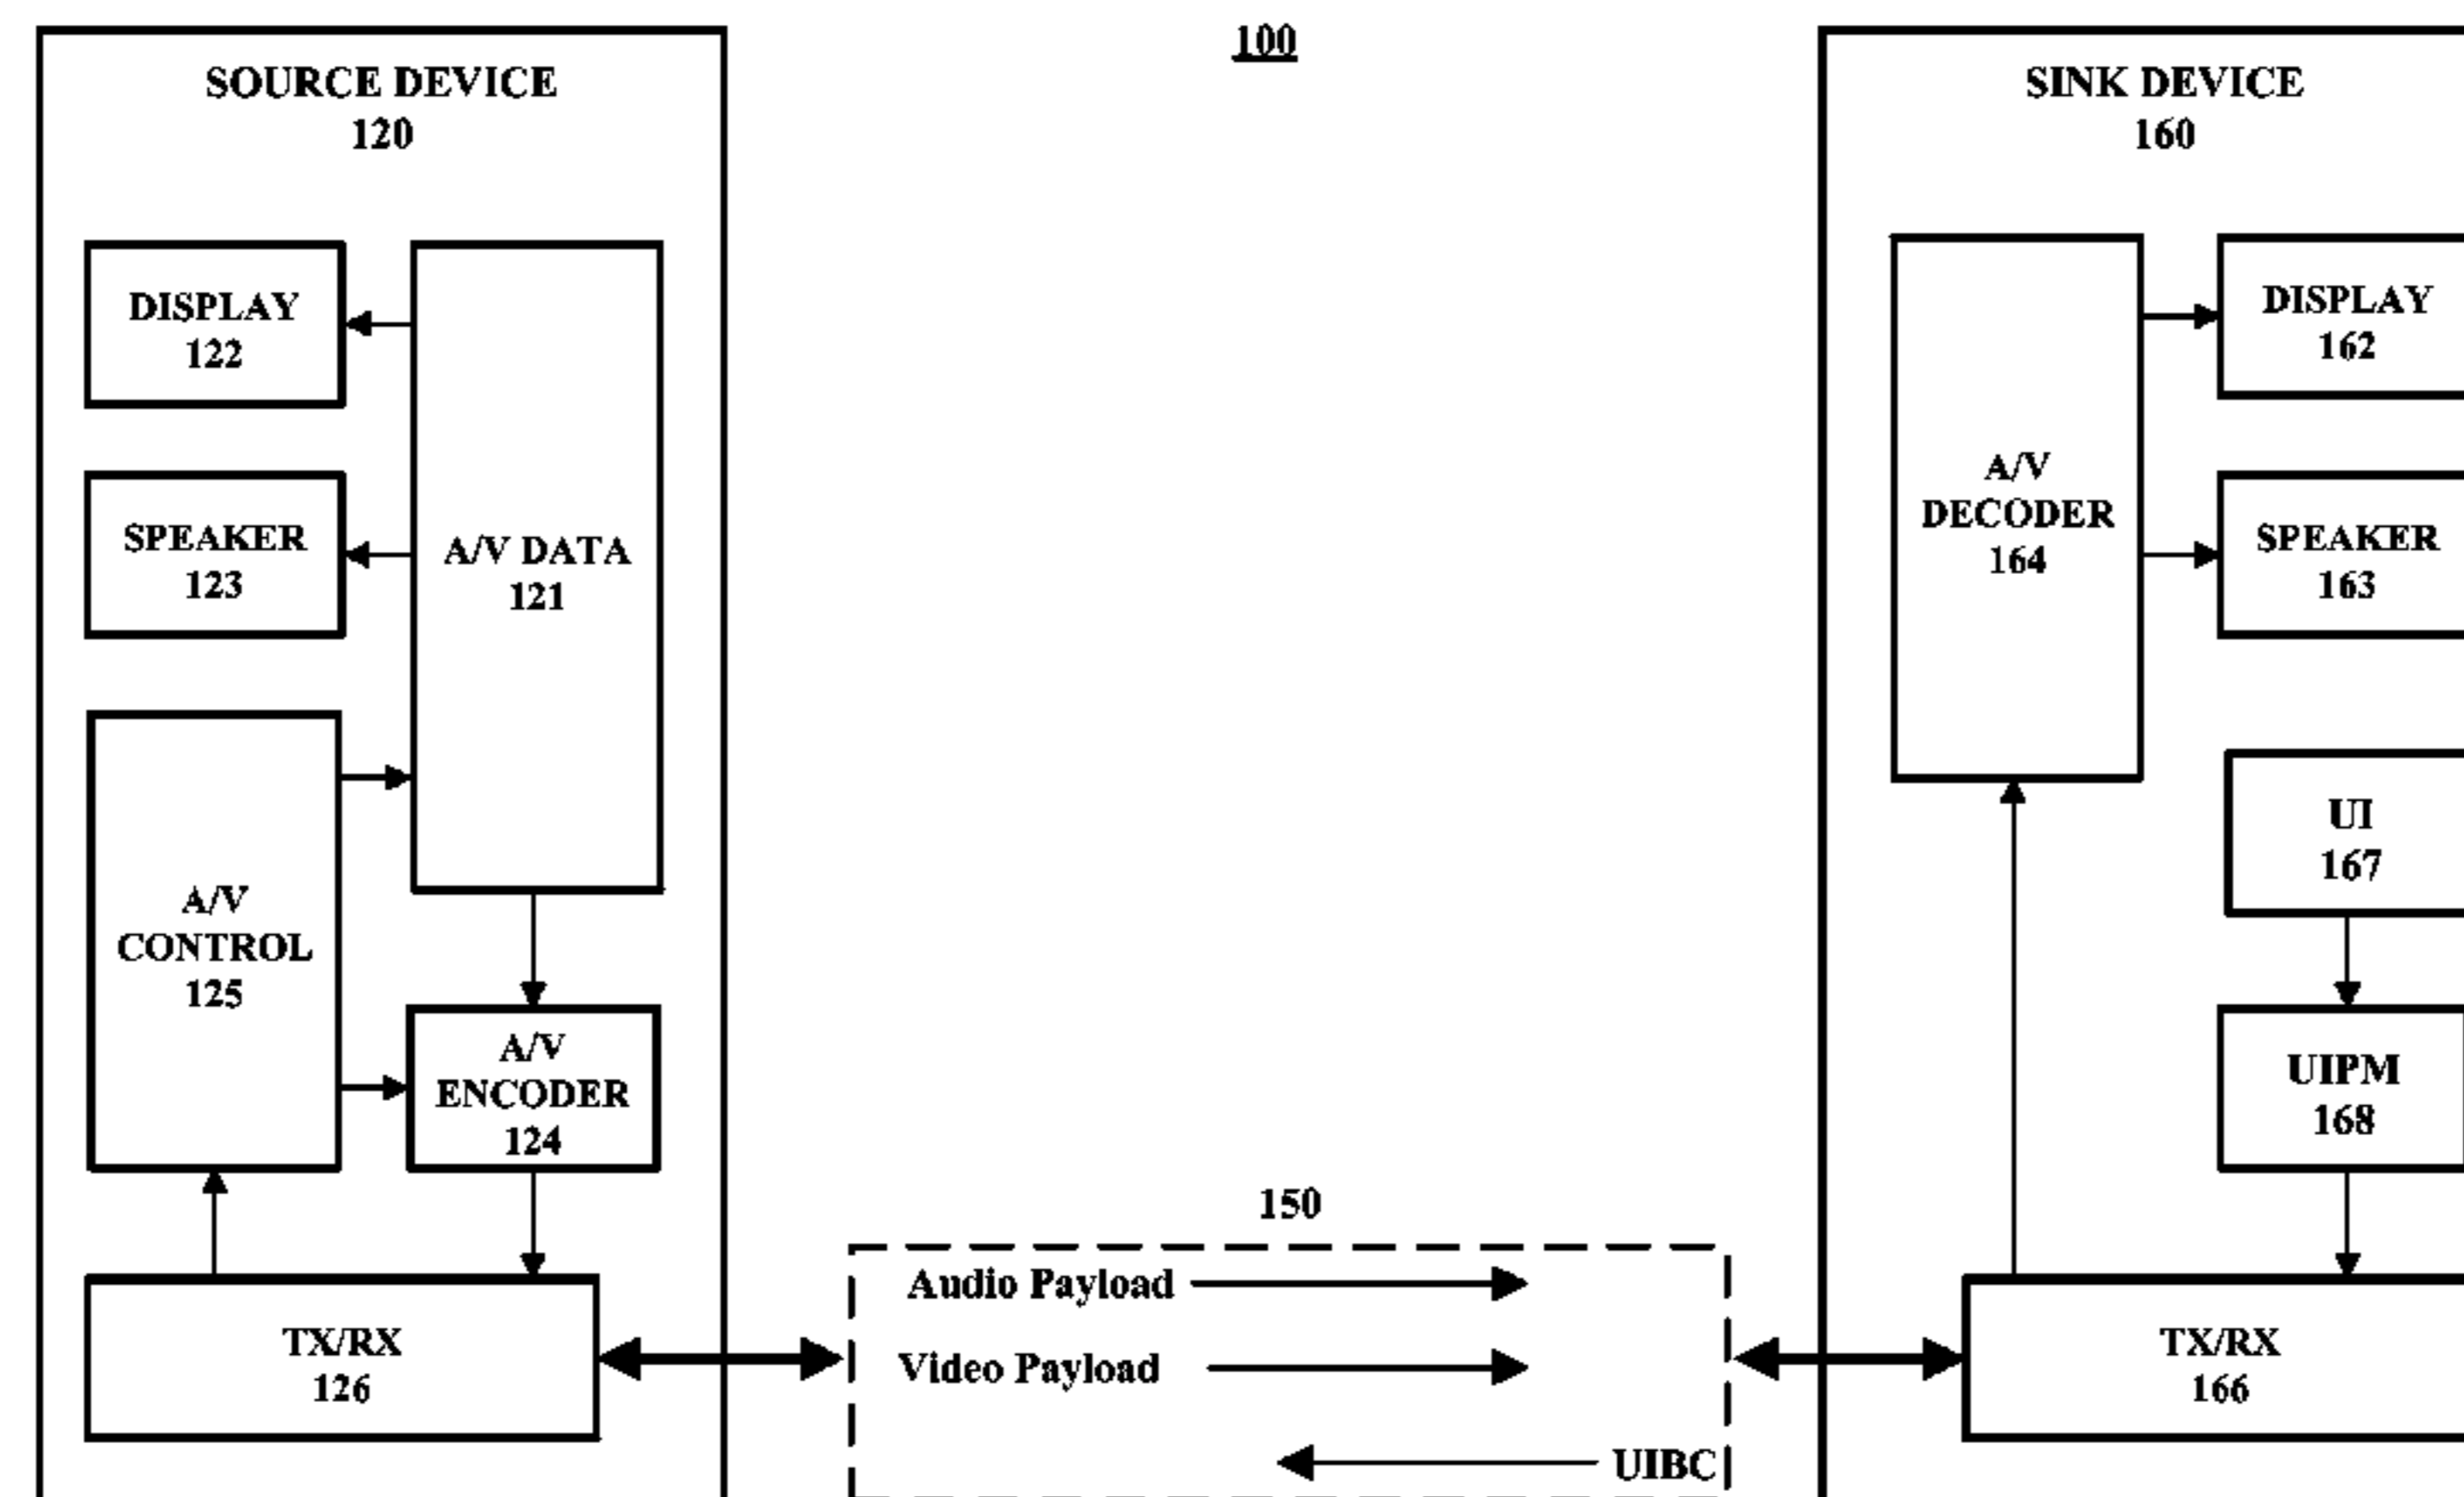 100
SOURCE DEVICE
120
DISPLAY
122
SPEAKER
123
A/V DATA
121
A/V
CONTROL
125
A/V
ENCODER
124
TX/RX
126
150
Audio Payload
Video Payload
UIBC
SINK DEVICE
160
A/V
DECODER
164
DISPLAY
162
SPEAKER
163
UI
167
UIPM
168
TX/RX
166